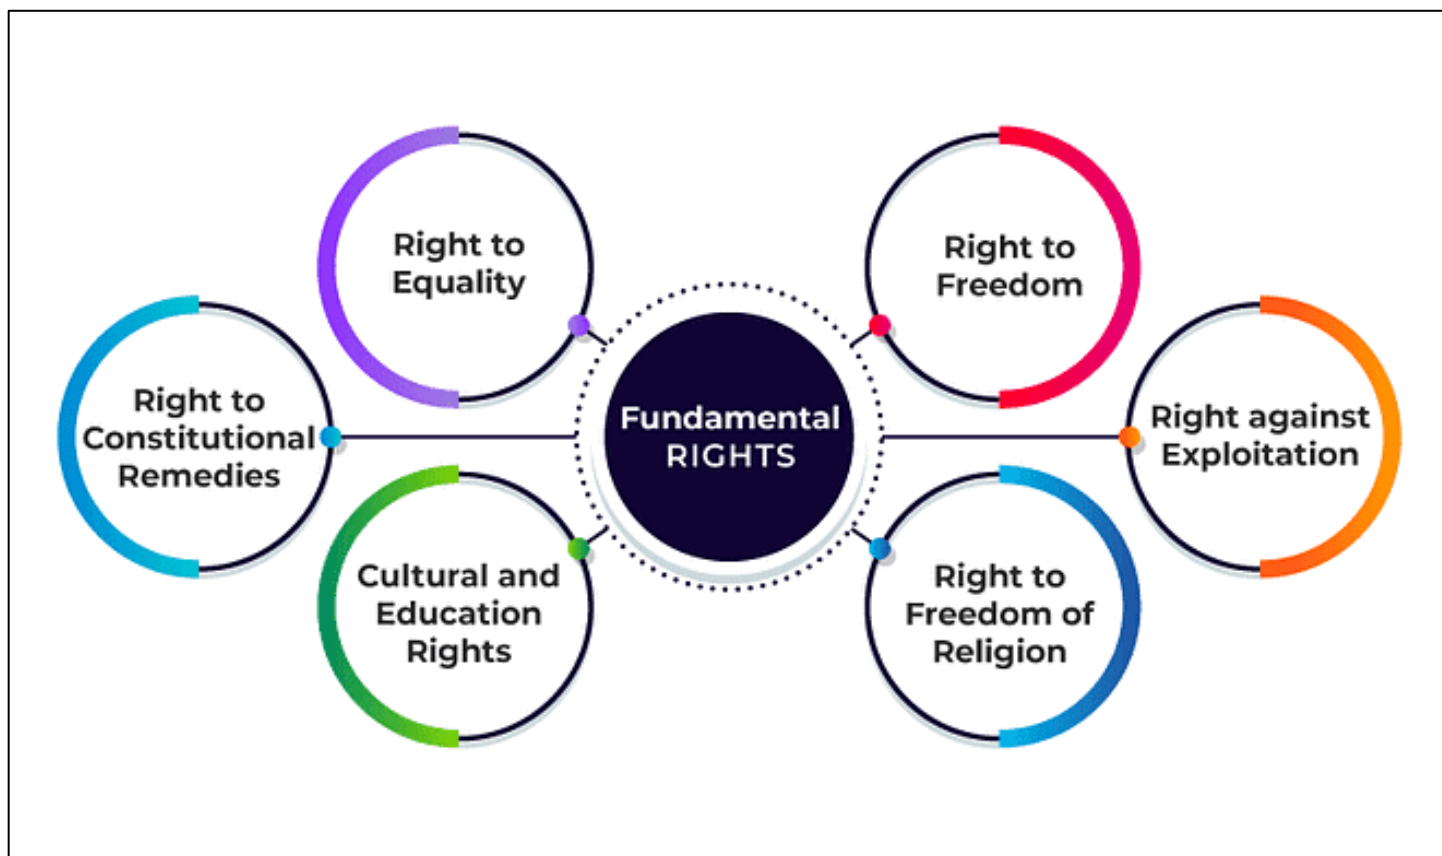 Right to
Equality
Right to
Freedom
Right to
Constitutional
Remedies
Fundamental
RIGHTS
Right against
Exploitation
Cultural and
Education
Rights
Right to
Freedom of
Religion